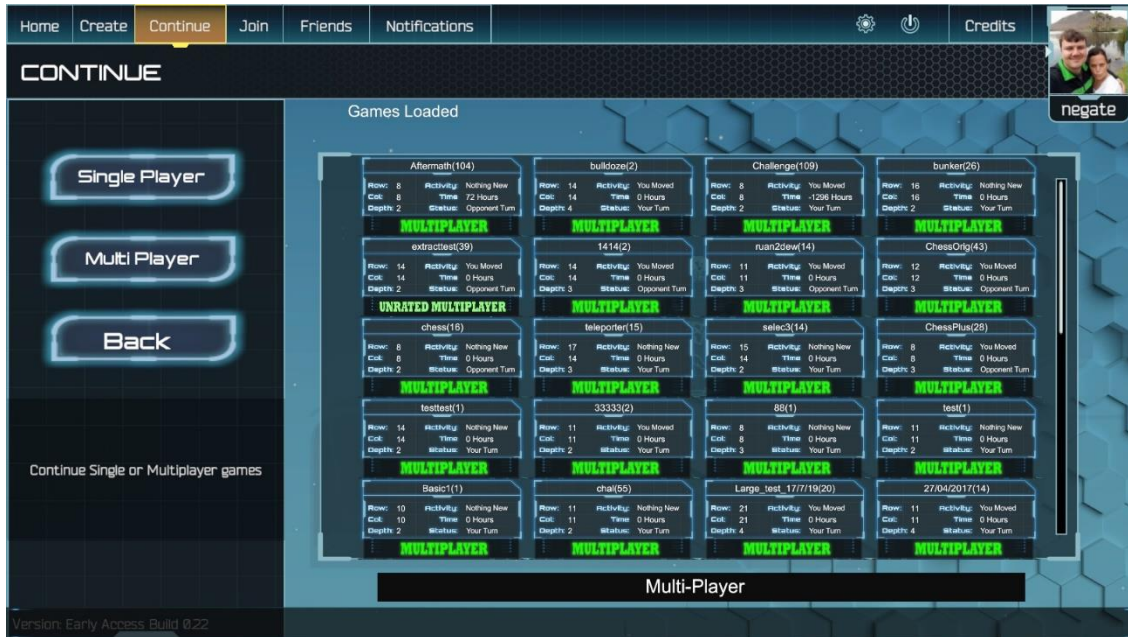 Home Create Continue Join Friends Notifications Credits
CONTINUE
negate
Single Player
Multi Player
Back
Continue Single or Multiplayer games
Version: Early Access Build 0.22
Games Loaded
Aftermath(104)
Row: 8 Activity: Nothing New
Col: 8 Time 72 Hours
Depth: 2 Status: Opponent Turn
MULTIPLAYER
bulldoze(2)
Row: 14 Activity: You Moved
Col: 14 Time 0 Hours
Depth: 4 Status: Your Turn
MULTIPLAYER
Challenge(109)
Row: 8 Activity: You Moved
Col: 8 Time -1296 Hours
Depth: 2 Status: Your Turn
MULTIPLAYER
bunker(26)
Row: 16 Activity: Nothing New
Col: 16 Time 0 Hours
Depth: 2 Status: Your Turn
MULTIPLAYER
extracttest(39)
Row: 14 Activity: You Moved
Col: 14 Time 0 Hours
Depth: 2 Status: Opponent Turn
UNRATED MULTIPLAYER
1414(2)
Row: 14 Activity: You Moved
Col: 14 Time 0 Hours
Depth: 3 Status: Opponent Turn
MULTIPLAYER
ruan2dew(14)
Row: 11 Activity: You Moved
Col: 11 Time 0 Hours
Depth: 3 Status: Opponent Turn
MULTIPLAYER
ChessOrig(43)
Row: 12 Activity: You Moved
Col: 12 Time 0 Hours
Depth: 3 Status: Opponent Turn
MULTIPLAYER
chess(16)
Row: 8 Activity: Nothing New
Col: 8 Time 0 Hours
Depth: 2 Status: Opponent Turn
MULTIPLAYER
teleporter(15)
Row: 17 Activity: Nothing New
Col: 14 Time 0 Hours
Depth: 3 Status: Your Turn
MULTIPLAYER
selec3(14)
Row: 15 Activity: Nothing New
Col: 14 Time 0 Hours
Depth: 2 Status: Your Turn
MULTIPLAYER
ChessPlus(28)
Row: 8 Activity: You Moved
Col: 8 Time 0 Hours
Depth: 3 Status: Opponent Turn
MULTIPLAYER
testtest(1)
Row: 14 Activity: Nothing New
Col: 14 Time 0 Hours
Depth: 2 Status: Your Turn
MULTIPLAYER
33333(2)
Row: 11 Activity: You Moved
Col: 11 Time 0 Hours
Depth: 2 Status: Your Turn
MULTIPLAYER
88(1)
Row: 8 Activity: Nothing New
Col: 8 Time 0 Hours
Depth: 3 Status: Your Turn
MULTIPLAYER
test(1)
Row: 11 Activity: Nothing New
Col: 11 Time 0 Hours
Depth: 2 Status: Your Turn
MULTIPLAYER
Basic1(1)
Row: 10 Activity: Nothing New
Col: 10 Time 0 Hours
Depth: 2 Status: Your Turn
MULTIPLAYER
chal(55)
Row: 11 Activity: You Moved
Col: 11 Time 0 Hours
Depth: 2 Status: Your Turn
MULTIPLAYER
Large_test_17/7/19(20)
Row: 21 Activity: You Moved
Col: 21 Time 0 Hours
Depth: 4 Status: Your Turn
MULTIPLAYER
27/04/2017(14)
Row: 11 Activity: You Moved
Col: 11 Time 0 Hours
Depth: 4 Status: Your Turn
MULTIPLAYER
Multi-Player